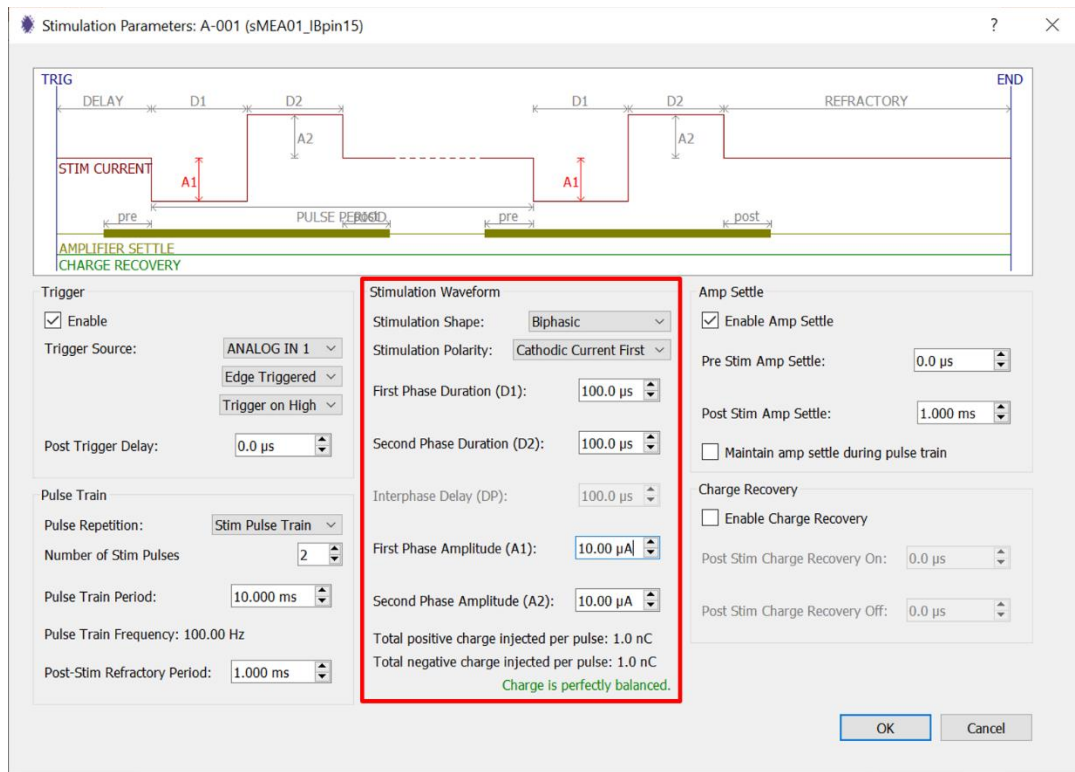 Stimulation Parameters: A-001 (sMEA01_IBpin15)
?
TRIG
END
DELAY D1 D2 D1 D2 REFRACTORY
A2 A2
STIM CURRENT
A1 A1
pre PULSE PERIOD post pre post
AMPLIFIER SETTLE
CHARGE RECOVERY
Trigger
Enable
Trigger Source: ANALOG IN 1
Edge Triggered
Trigger on High
Post Trigger Delay: 0.0 µs
Pulse Train
Pulse Repetition: Stim Pulse Train
Number of Stim Pulses 2
Pulse Train Period: 10.000 ms
Pulse Train Frequency: 100.00 Hz
Post-Stim Refractory Period: 1.000 ms
Stimulation Waveform
Stimulation Shape: Biphasic
Stimulation Polarity: Cathodic Current First
First Phase Duration (D1): 100.0 µs
Second Phase Duration (D2): 100.0 µs
Interphase Delay (DP): 100.0 µs
First Phase Amplitude (A1): 10.00 µA
Second Phase Amplitude (A2): 10.00 µA
Total positive charge injected per pulse: 1.0 nC
Total negative charge injected per pulse: 1.0 nC
Charge is perfectly balanced.
Amp Settle
Enable Amp Settle
Pre Stim Amp Settle: 0.0 µs
Post Stim Amp Settle: 1.000 ms
Maintain amp settle during pulse train
Charge Recovery
Enable Charge Recovery
Post Stim Charge Recovery On: 0.0 µs
Post Stim Charge Recovery Off: 0.0 µs
OK
Cancel